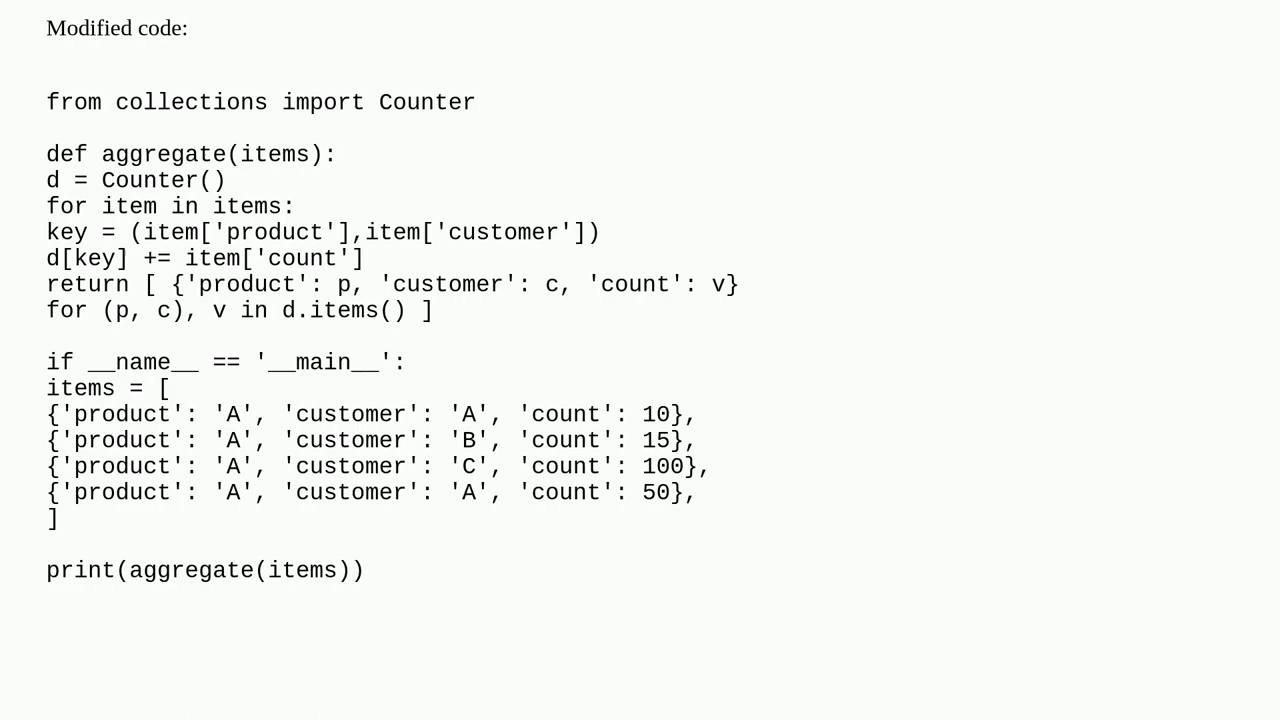 Modified code:
from collections import Counter
def aggregate(items):
d = Counter()
for item in items:
key = (item['product'],item['customer'])
d[key] += item['count']
return [ {'product': p, 'customer': c, 'count': v}
for (p, c), v in d.items() ]
if __name__ == '__main__':
items = [
{'product': 'A', 'customer': 'A', 'count': 10},
{'product': 'A', 'customer': 'B', 'count': 15},
{'product': 'A', 'customer': 'C', 'count': 100},
{'product': 'A', 'customer': 'A', 'count': 50},
]
print(aggregate(items))